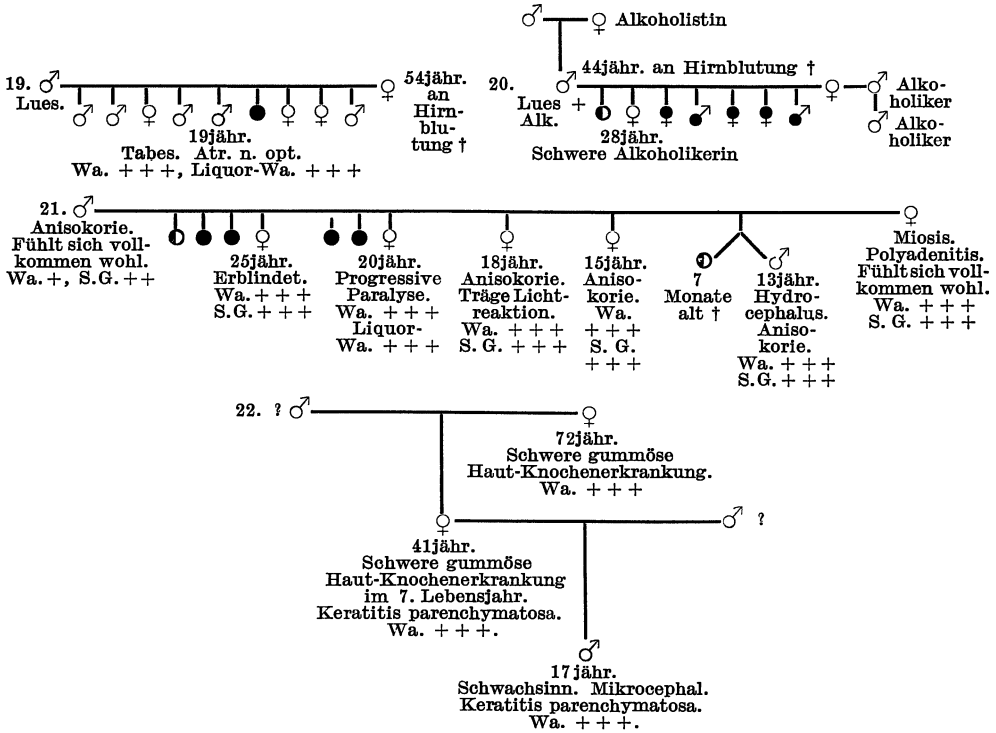 Alkoholistin
19.
Lues.
54jähr.
an
Hirn-
blu-
tung †
19jähr.
Tabes. Atr. n. opt.
Wa. + + +, Liquor-Wa. + + +
20.
44jähr. an Hirnblutung †
Lues +
Alk.
28jähr.
Schwere Alkoholikerin
Alko-
holiker
Alko-
holiker
21.
Anisokorie.
Fühlt sich voll-
kommen wohl.
Wa. +, S.G. + +
25jähr.
Erblindet.
Wa. + + +
S.G. + + +
20jähr.
Progressive
Paralyse.
Wa. + + +
Liquor-
Wa. + + +
18jähr.
Anisokorie.
Träge Licht-
reaktion.
Wa. + + +
S. G. + + +
15jähr.
Aniso-
korie.
Wa.
+ + +
S. G.
+ + +
7
Monate
alt †
13jähr.
Hydro-
cephalus.
Aniso-
korie.
Wa. + + +
S.G. + + +
Miosis.
Polyadenitis.
Fühlt sich voll-
kommen wohl.
Wa. + + +
S. G. + + +
22. ?
72jähr.
Schwere gummöse
Haut-Knochenerkrankung.
Wa. + + +
?
41jähr.
Schwere gummöse
Haut-Knochenerkrankung
im 7. Lebensjahr.
Keratitis parenchymatosa.
Wa. + + +.
17jähr.
Schwachsinn. Mikrocephal.
Keratitis parenchymatosa.
Wa. + + +.